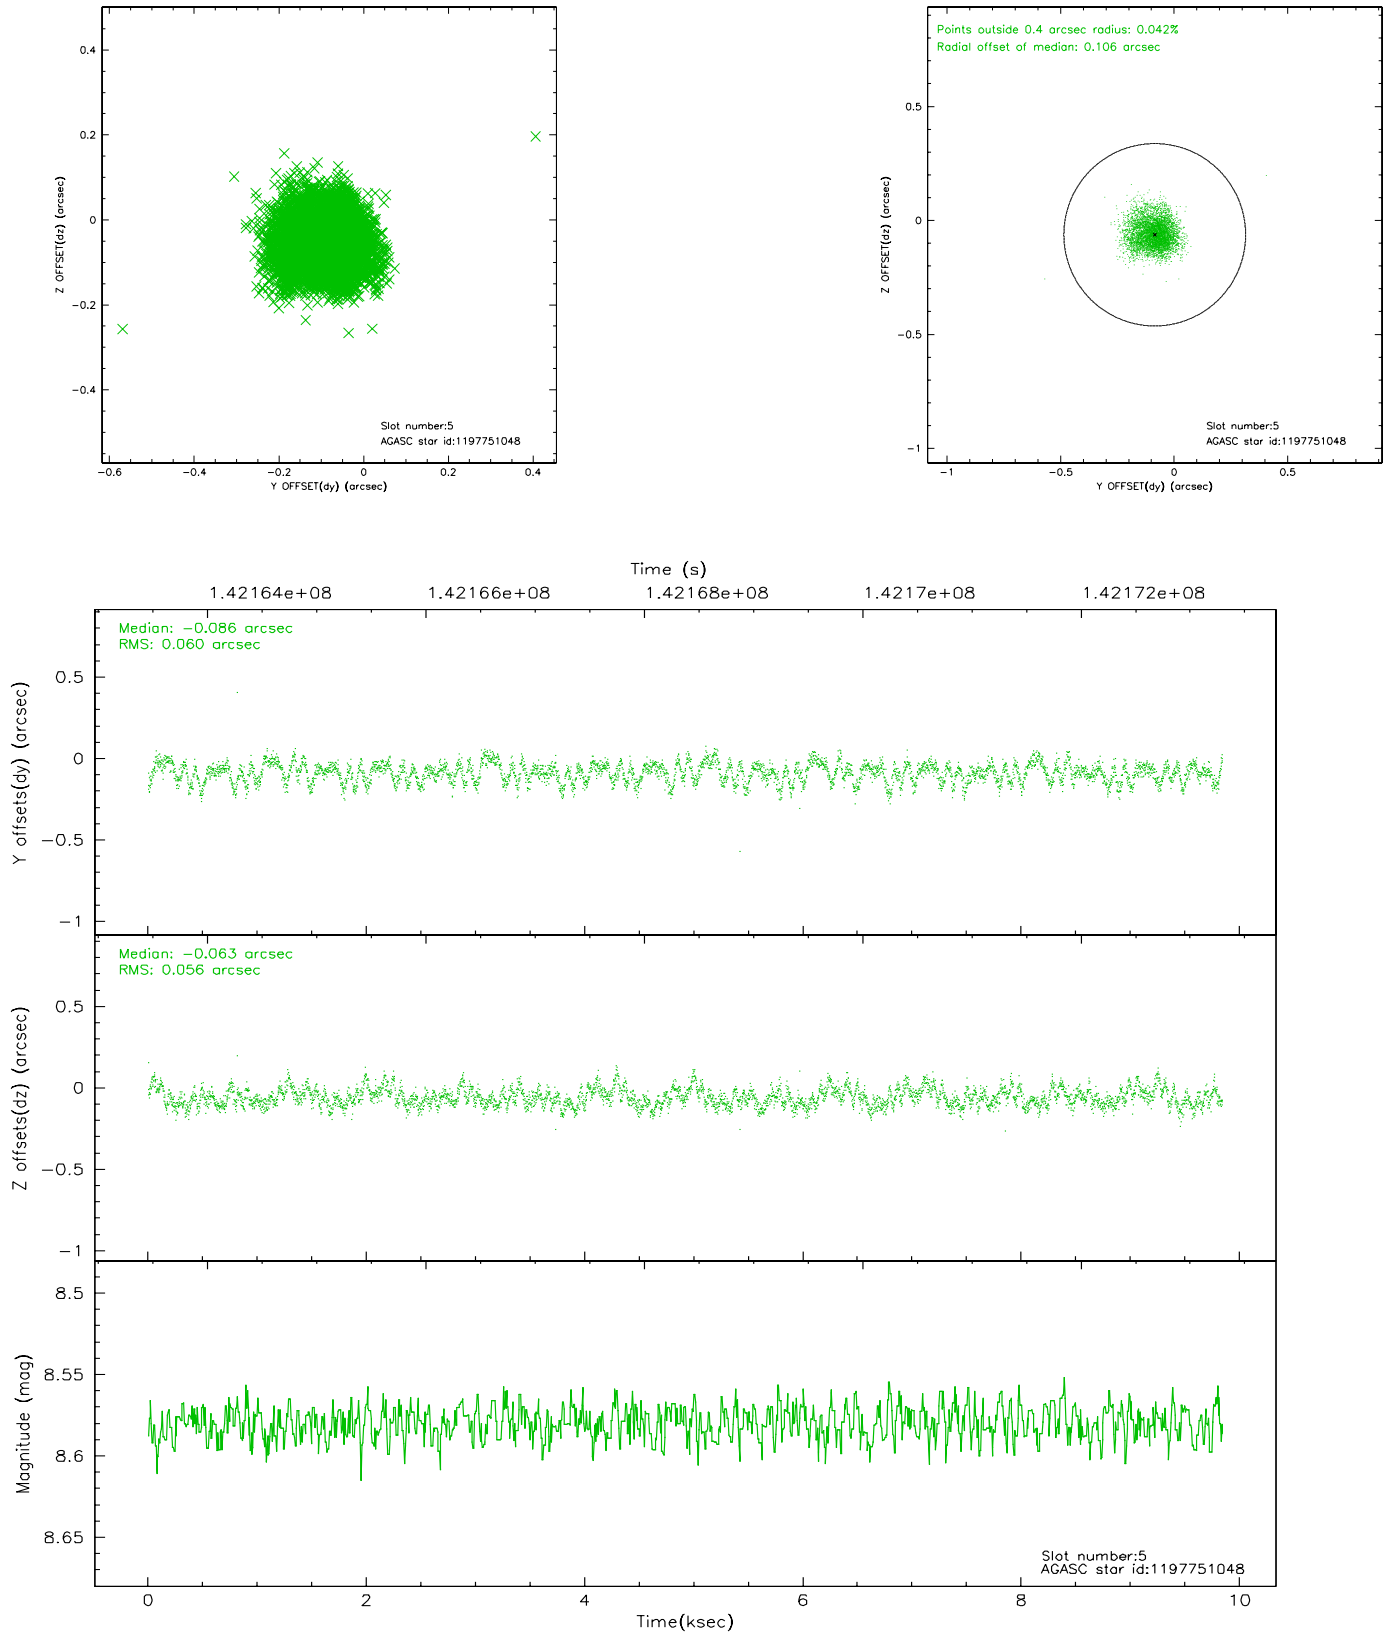 0.4
0.2
0
−0.2
−0.4
Z OFFSET(dz) (arcsec)
Slot number:5
AGASC star id:1197751048
−0.6 −0.4 −0.2 0 0.2 0.4
Y OFFSET(dy) (arcsec)
Points outside 0.4 arcsec radius: 0.042%
Radial offset of median: 0.106 arcsec
0.5
0
−0.5
−1
Z OFFSET(dz) (arcsec)
Slot number:5
AGASC star id:1197751048
−1 −0.5 0 0.5
Y OFFSET(dy) (arcsec)
Time (s)
1.42164e+08 1.42166e+08 1.42168e+08 1.4217e+08 1.42172e+08
Median: −0.086 arcsec
RMS: 0.060 arcsec
0.5
0
−0.5
−1
Y offsets(dy) (arcsec)
Median: −0.063 arcsec
RMS: 0.056 arcsec
0.5
0
−0.5
−1
Z offsets(dz) (arcsec)
8.5
8.55
8.6
8.65
Magnitude (mag)
Slot number:5
AGASC star id:1197751048
0 2 4 6 8 10
Time(ksec)